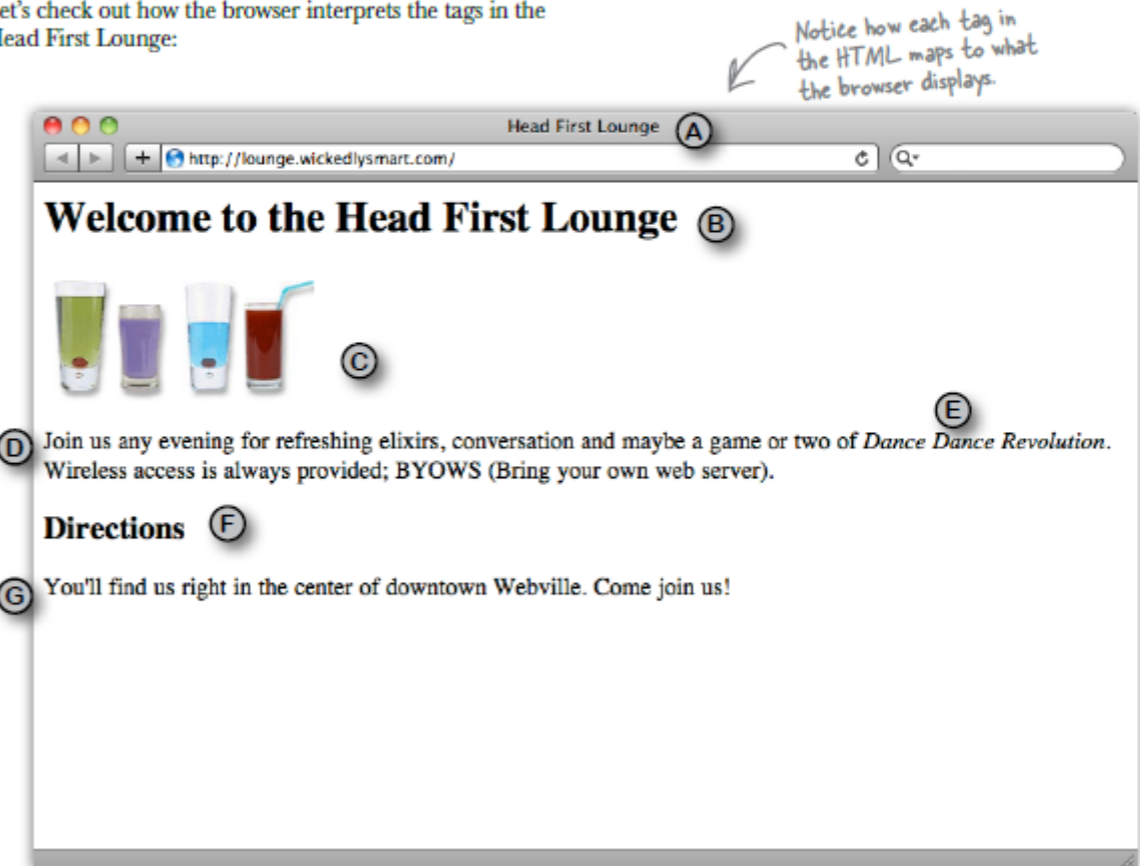 et's check out how the browser interprets the tags in the
ead First Lounge:
Notice how each tag in
the HTML maps to what
the browser displays.
Head First Lounge A
http://lounge.wickedlysmart.com/
Welcome to the Head First Lounge B
C
E
D Join us any evening for refreshing elixirs, conversation and maybe a game or two of Dance Dance Revolution.
Wireless access is always provided; BYOWS (Bring your own web server).
Directions F
G You'll find us right in the center of downtown Webville. Come join us!